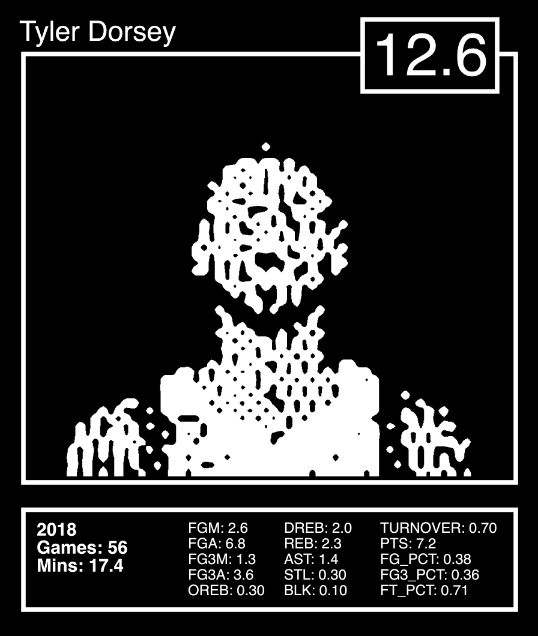 Tyler Dorsey
12.6
2018
Games: 56
Mins: 17.4
FGM: 2.6
FGA: 6.8
FG3M: 1.3
FG3A: 3.6
OREB: 0.30
DREB: 2.0
REB: 2.3
AST: 1.4
STL: 0.30
BLK: 0.10
TURNOVER: 0.70
PTS: 7.2
FG_PCT: 0.38
FG3_PCT: 0.36
FT_PCT: 0.71